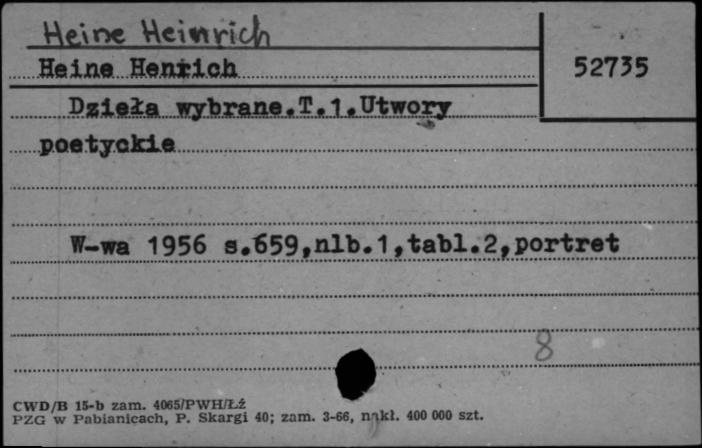 Heine Heinrich
Heine Henrich
52735
Dzieła wybrane.T.1.Utwory
poetyckie
W-wa 1956 s.659,nlb.1,tabl.2,portret
8
CWD/B 15-b zam. 4065/PWH/Łź
PZG w Pabianicach, P. Skargi 40; zam. 3-66, nakł. 400 000 szt.